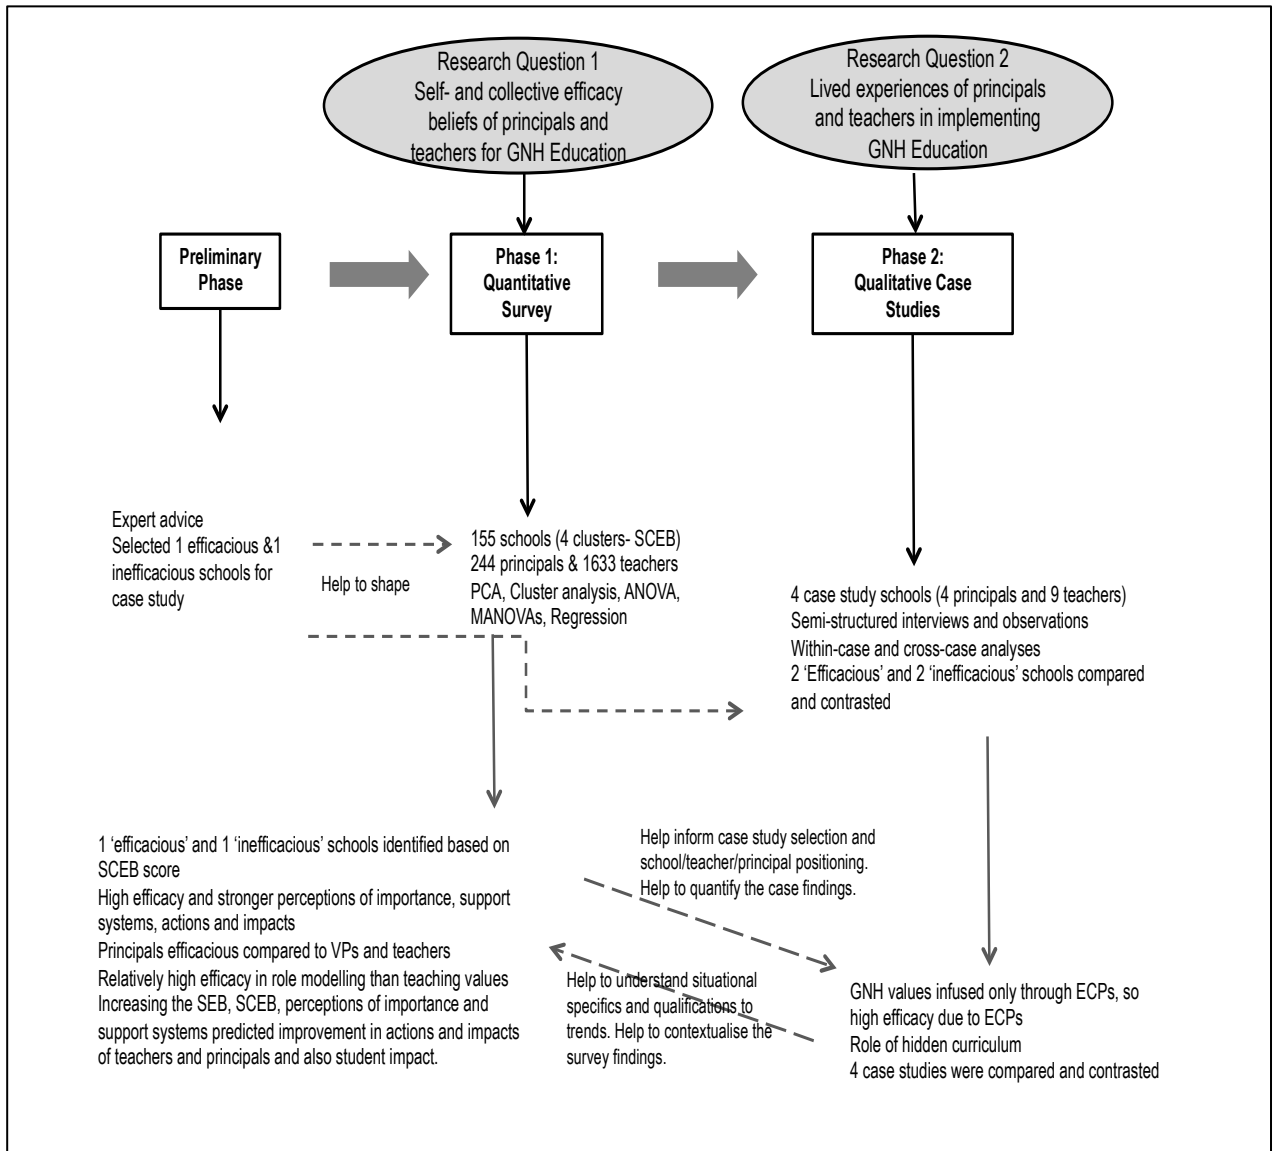 Research Question 1
Self- and collective efficacy
beliefs of principals and
teachers for GNH Education
Research Question 2
Lived experiences of principals
and teachers in implementing
GNH Education
Preliminary
Phase
Phase 1:
Quantitative
Survey
Phase 2:
Qualitative Case
Studies
Expert advice
Selected 1 efficacious &1
inefficacious schools for
case study
Help to shape
155 schools (4 clusters- SCEB)
244 principals & 1633 teachers
PCA, Cluster analysis, ANOVA,
MANOVAs, Regression
4 case study schools (4 principals and 9 teachers)
Semi-structured interviews and observations
Within-case and cross-case analyses
2 ‘Efficacious’ and 2 ‘inefficacious’ schools compared
and contrasted
1 ‘efficacious’ and 1 ‘inefficacious’ schools identified based on
SCEB score
High efficacy and stronger perceptions of importance, support
systems, actions and impacts
Principals efficacious compared to VPs and teachers
Relatively high efficacy in role modelling than teaching values
Increasing the SEB, SCEB, perceptions of importance and
support systems predicted improvement in actions and impacts
of teachers and principals and also student impact.
Help inform case study selection and
school/teacher/principal positioning.
Help to quantify the case findings.
Help to understand situational
specifics and qualifications to
trends. Help to contextualise the
survey findings.
GNH values infused only through ECPs, so
high efficacy due to ECPs
Role of hidden curriculum
4 case studies were compared and contrasted